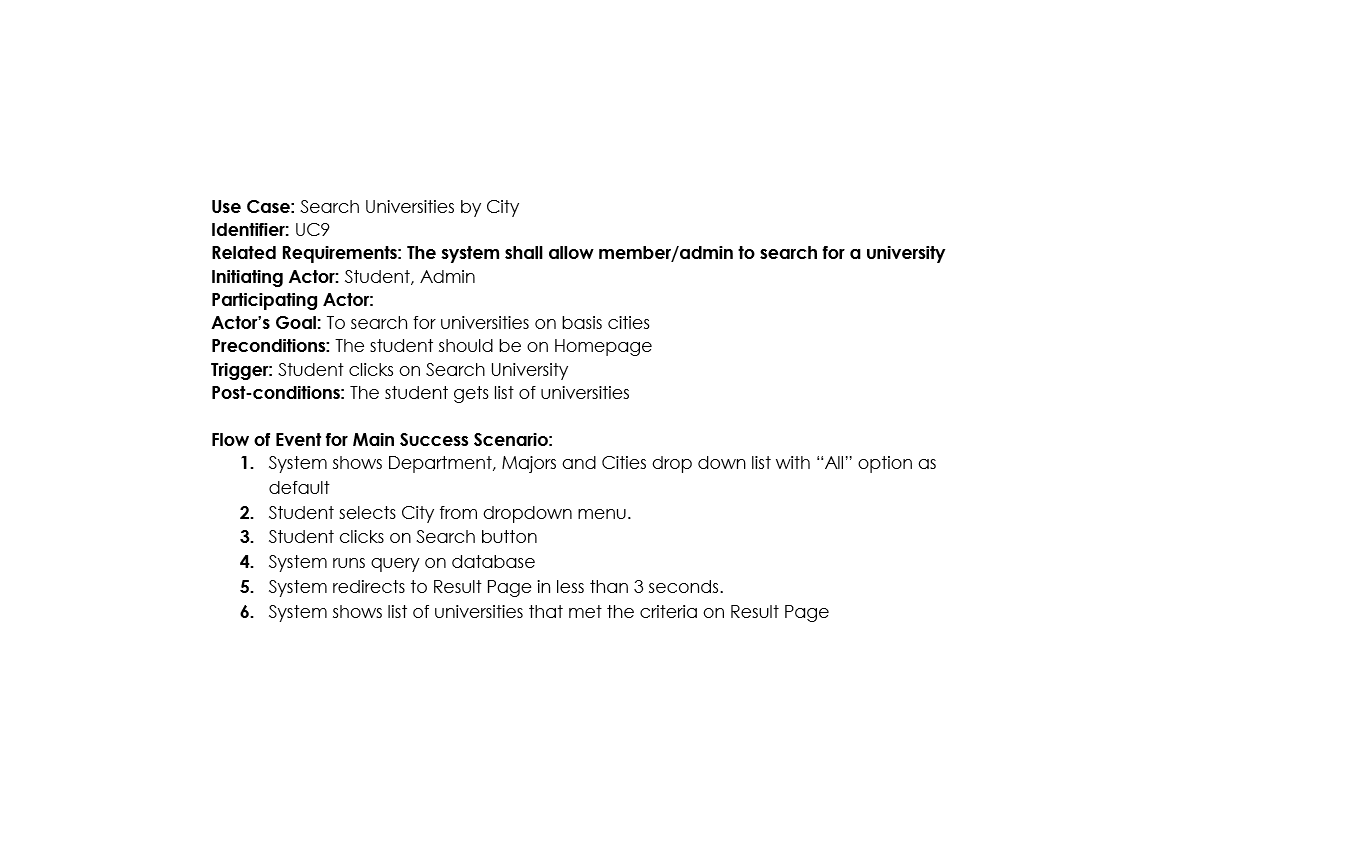 Use Case: Search Universities by City
Identifier: UC9
Related Requirements: The system shall allow member/admin to search for a university
Initiating Actor: Student, Admin
Participating Actor:
Actor’s Goal: To search for universities on basis cities
Preconditions: The student should be on Homepage
Trigger: Student clicks on Search University
Post-conditions: The student gets list of universities
Flow of Event for Main Success Scenario:
1. System shows Department, Majors and Cities drop down list with “All” option as
default
2. Student selects City from dropdown menu.
3. Student clicks on Search button
4. System runs query on database
5. System redirects to Result Page in less than 3 seconds.
6. System shows list of universities that met the criteria on Result Page